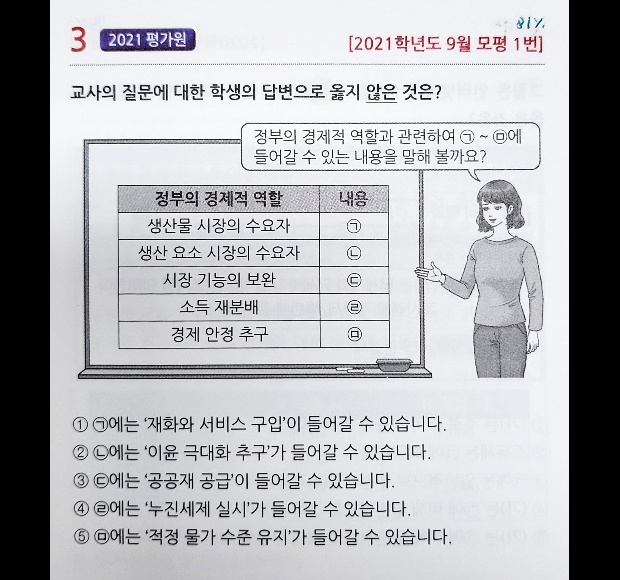 81%
3 2021 평가원 [2021학년도 9월 모평 1번]
교사의 질문에 대한 학생의 답변으로 옳지 않은 것은?
정부의 경제적 역할과 관련하여 ㉠ ~ ㉤에
들어갈 수 있는 내용을 말해 볼까요?
정부의 경제적 역할 내용
생산물 시장의 수요자 ㉠
생산 요소 시장의 수요자 ㉡
시장 기능의 보완 ㉢
소득 재분배 ㉣
경제 안정 추구 ㉤
① ㉠에는 ‘재화와 서비스 구입’이 들어갈 수 있습니다.
② ㉡에는 ‘이윤 극대화 추구’가 들어갈 수 있습니다.
③ ㉢에는 ‘공공재 공급’이 들어갈 수 있습니다.
④ ㉣에는 ‘누진세제 실시’가 들어갈 수 있습니다.
⑤ ㉤에는 ‘적정 물가 수준 유지’가 들어갈 수 있습니다.